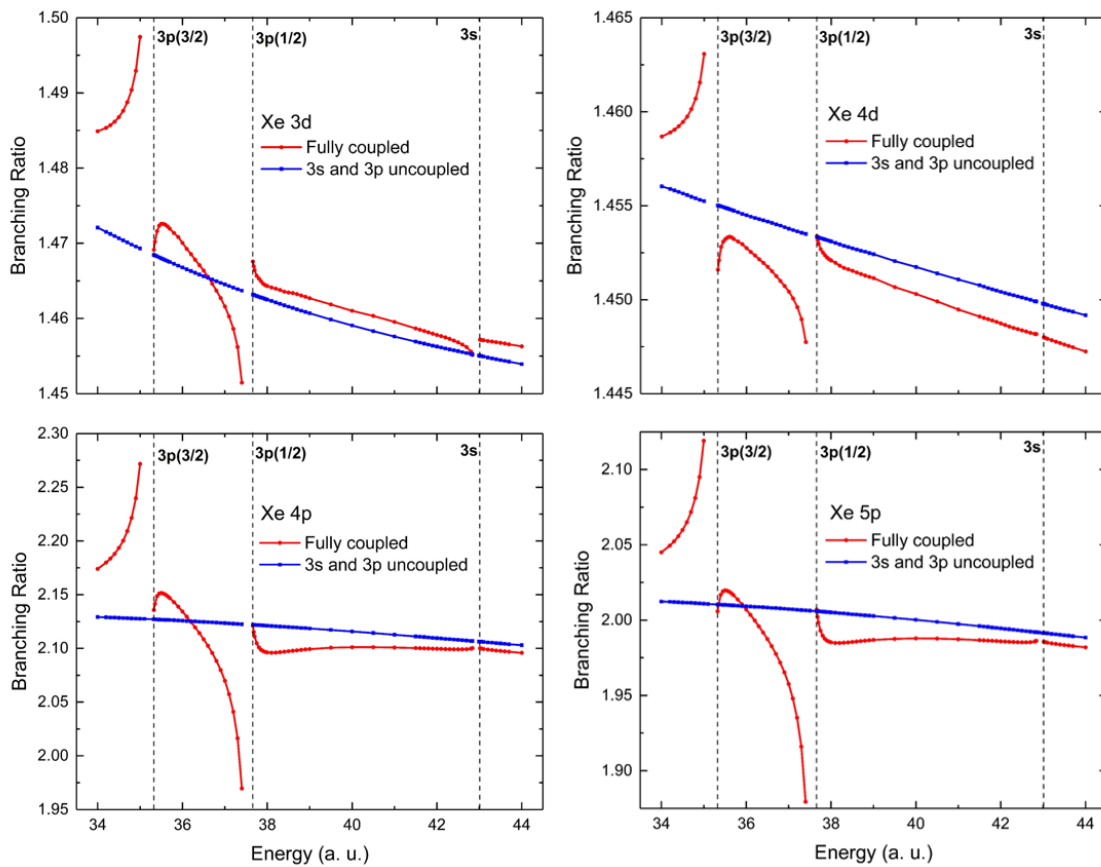 3p(3/2) 3p(1/2) 3s
Xe 3d
Fully coupled
3s and 3p uncoupled
Branching Ratio
1.50
1.49
1.48
1.47
1.46
1.45
3p(3/2) 3p(1/2) 3s
Xe 4d
Fully coupled
3s and 3p uncoupled
Branching Ratio
1.465
1.460
1.455
1.450
1.445
3p(3/2) 3p(1/2) 3s
Xe 4p
Fully coupled
3s and 3p uncoupled
Branching Ratio
2.30
2.25
2.20
2.15
2.10
2.05
2.00
1.95
34 36 38 40 42 44
Energy (a. u.)
3p(3/2) 3p(1/2) 3s
Xe 5p
Fully coupled
3s and 3p uncoupled
Branching Ratio
2.10
2.05
2.00
1.95
1.90
34 36 38 40 42 44
Energy (a. u.)